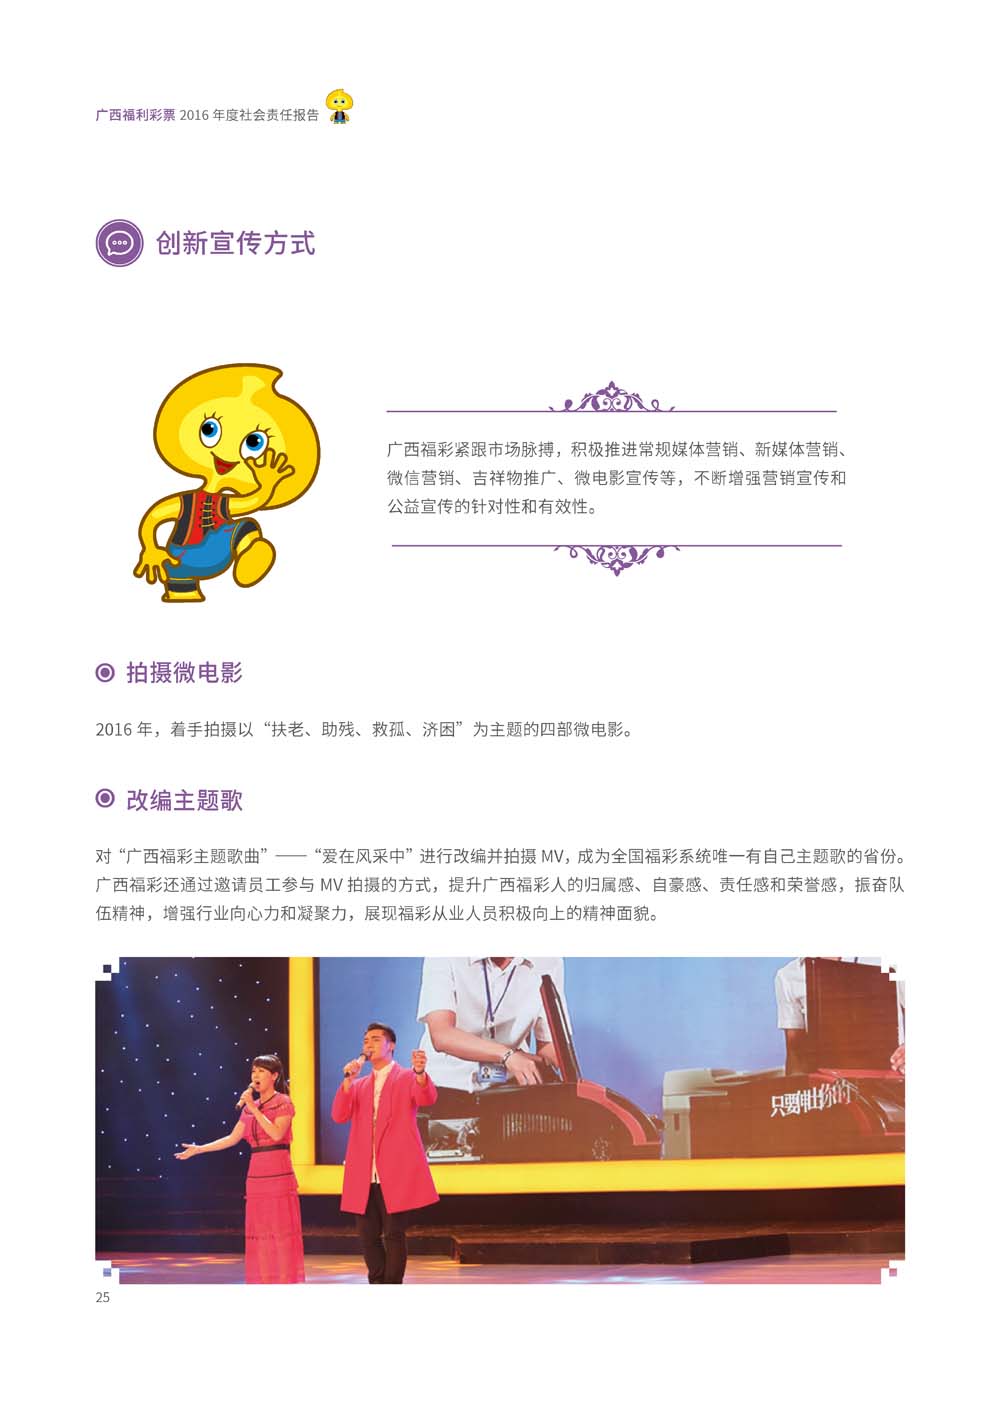 广西福利彩票 2016 年度社会责任报告
创新宣传方式
广西福彩紧跟市场脉搏，积极推进常规媒体营销、新媒体营销、
微信营销、吉祥物推广、微电影宣传等，不断增强营销宣传和
公益宣传的针对性和有效性。
拍摄微电影
2016 年，着手拍摄以“扶老、助残、救孤、济困”为主题的四部微电影。
改编主题歌
对“广西福彩主题歌曲”——“爱在风采中”进行改编并拍摄 MV，成为全国福彩系统唯一有自己主题歌的省份。
广西福彩还通过邀请员工参与 MV 拍摄的方式，提升广西福彩人的归属感、自豪感、责任感和荣誉感，振奋队
伍精神，增强行业向心力和凝聚力，展现福彩从业人员积极向上的精神面貌。
只要伸出你的
25